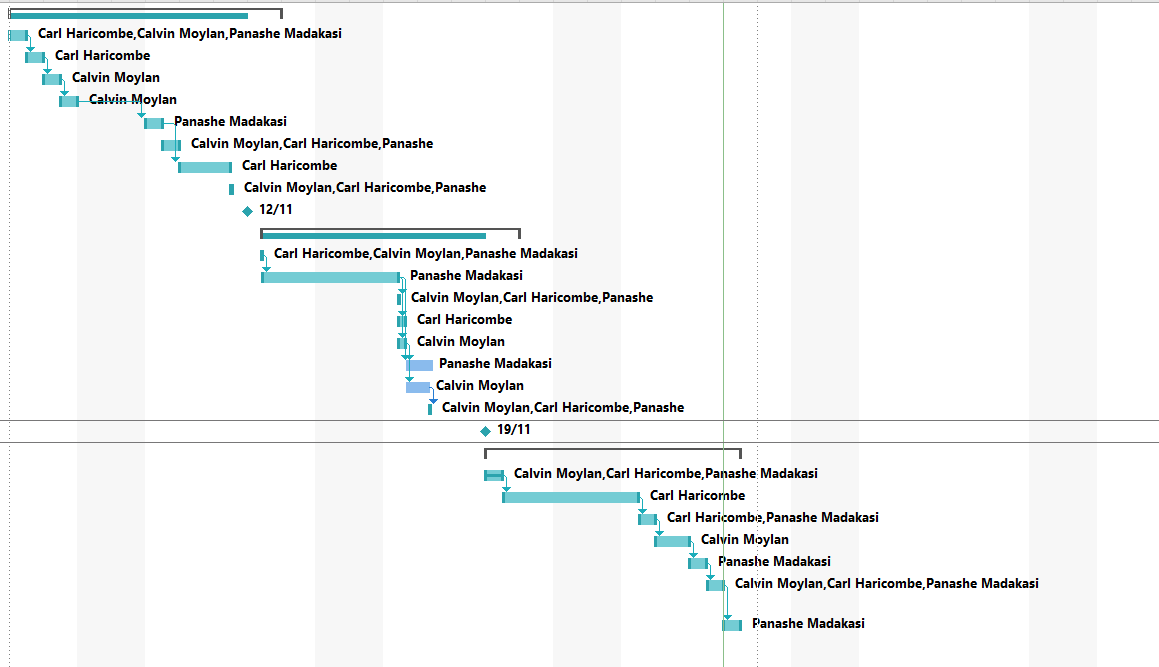 Carl Haricombe,Calvin Moylan,Panashe Madakasi
Carl Haricombe
Calvin Moylan
Calvin Moylan
Panashe Madakasi
Calvin Moylan,Carl Haricombe,Panashe
Carl Haricombe
Calvin Moylan,Carl Haricombe,Panashe
12/11
Carl Haricombe,Calvin Moylan,Panashe Madakasi
Panashe Madakasi
Calvin Moylan,Carl Haricombe,Panashe
Carl Haricombe
Calvin Moylan
Panashe Madakasi
Calvin Moylan
Calvin Moylan,Carl Haricombe,Panashe
19/11
Calvin Moylan,Carl Haricombe,Panashe Madakasi
Carl Haricombe
Carl Haricombe,Panashe Madakasi
Calvin Moylan
Panashe Madakasi
Calvin Moylan,Carl Haricombe,Panashe Madakasi
Panashe Madakasi